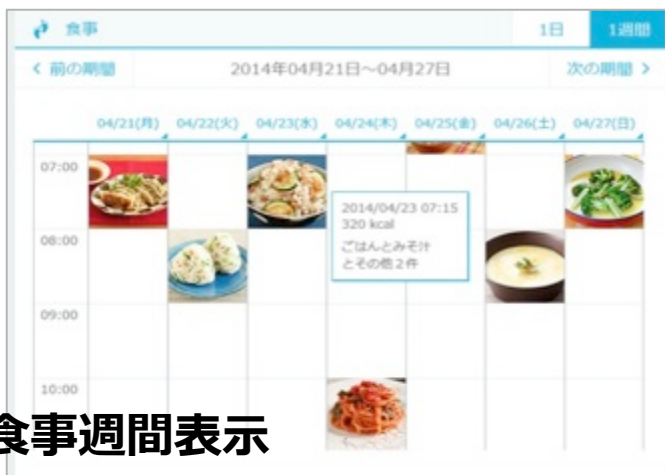 食事
1日
1週間
< 前の期間
2014年04月21日～04月27日
次の期間 >
04/21(月)
04/22(火)
04/23(水)
04/24(木)
04/25(金)
04/26(土)
04/27(日)
07:00
2014/04/23 07:15
320 kcal
ごはんとみそ汁
とその他2件
08:00
09:00
10:00
食事週間表示